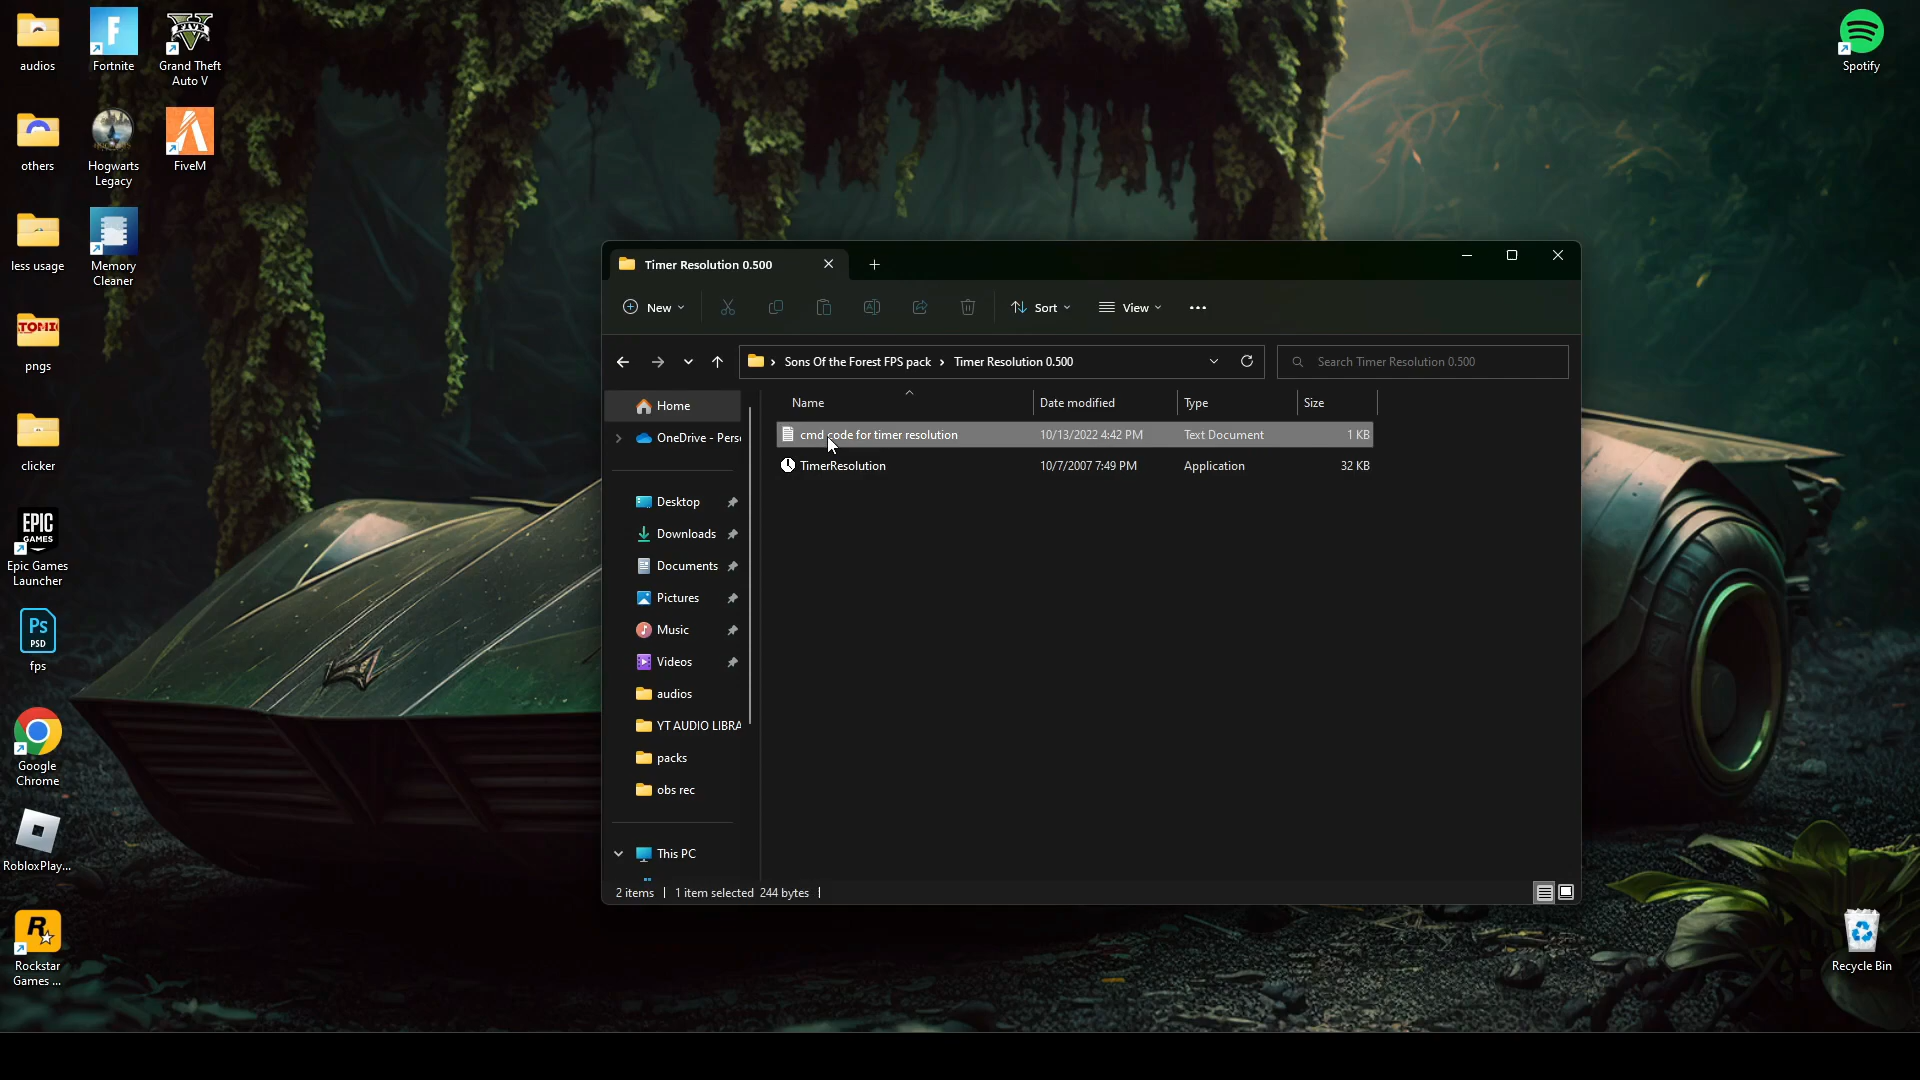 audios
Fortnite
Grand Theft
Auto V
Spotify
others
Hogwarts
Legacy
FiveM
less usage
Memory
Cleaner
TOMI
pngs
clicker
EPIC
GAMES
Epic Games
Launcher
Ps
PSD
fps
Google
Chrome
RobloxPlay...
Rockstar
Games ...
Recycle Bin
Timer Resolution 0.500
New
Sort
View
Sons Of the Forest FPS pack > Timer Resolution 0.500
Search Timer Resolution 0.500
Name Date modified Type Size
cmd code for timer resolution 10/13/2022 4:42 PM Text Document 1 KB
TimerResolution 10/7/2007 7:49 PM Application 32 KB
Home
OneDrive - Pers
Desktop
Downloads
Documents
Pictures
Music
Videos
audios
YT AUDIO LIBRA
packs
obs rec
This PC
2 items 1 item selected 244 bytes